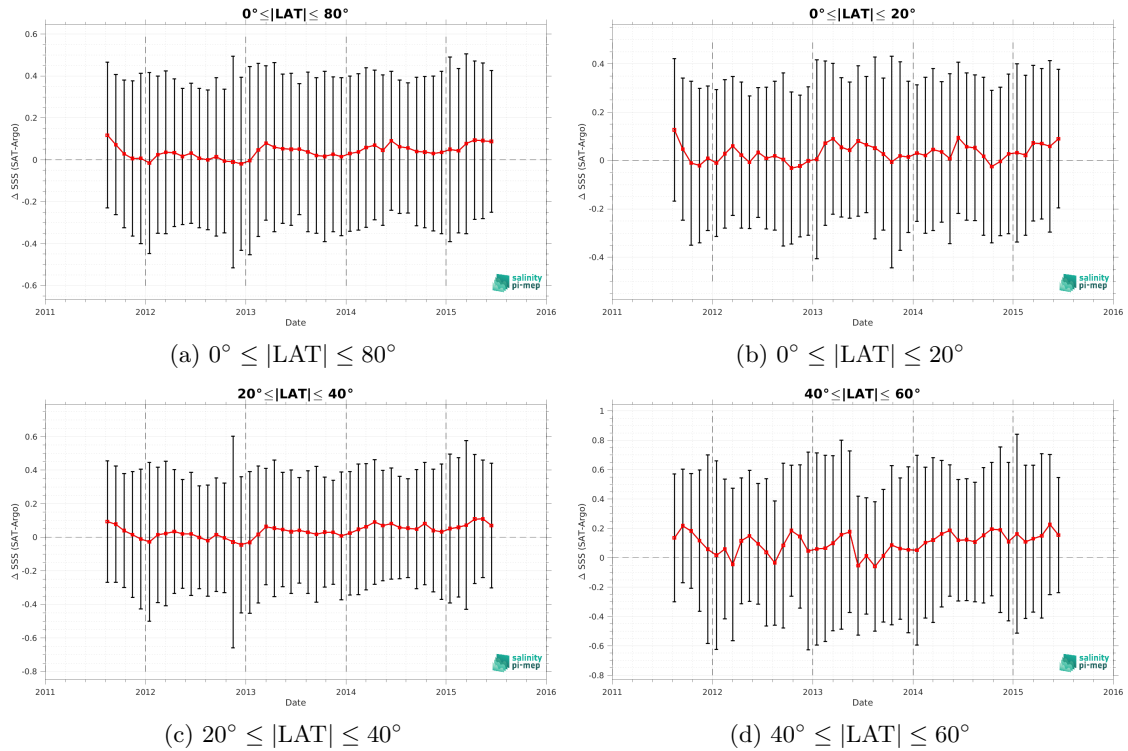 0°≤|LAT|≤ 80°
0.6
0.4
0.2
0
-0.2
-0.4
-0.6
Δ SSS (SAT-Argo)
2011
2012
2013
2014
2015
2016
Date
salinity
pi-mep
(a) 0° ≤ |LAT| ≤ 80°
0°≤|LAT|≤ 20°
0.4
0.2
0
-0.2
-0.4
Δ SSS (SAT-Argo)
2011
2012
2013
2014
2015
2016
Date
salinity
pi-mep
(b) 0° ≤ |LAT| ≤ 20°
20°≤|LAT|≤ 40°
0.6
0.4
0.2
0
-0.2
-0.4
-0.6
-0.8
Δ SSS (SAT-Argo)
2011
2012
2013
2014
2015
2016
Date
salinity
pi-mep
(c) 20° ≤ |LAT| ≤ 40°
40°≤|LAT|≤ 60°
1
0.8
0.6
0.4
0.2
0
-0.2
-0.4
-0.6
-0.8
Δ SSS (SAT-Argo)
2011
2012
2013
2014
2015
2016
Date
salinity
pi-mep
(d) 40° ≤ |LAT| ≤ 60°